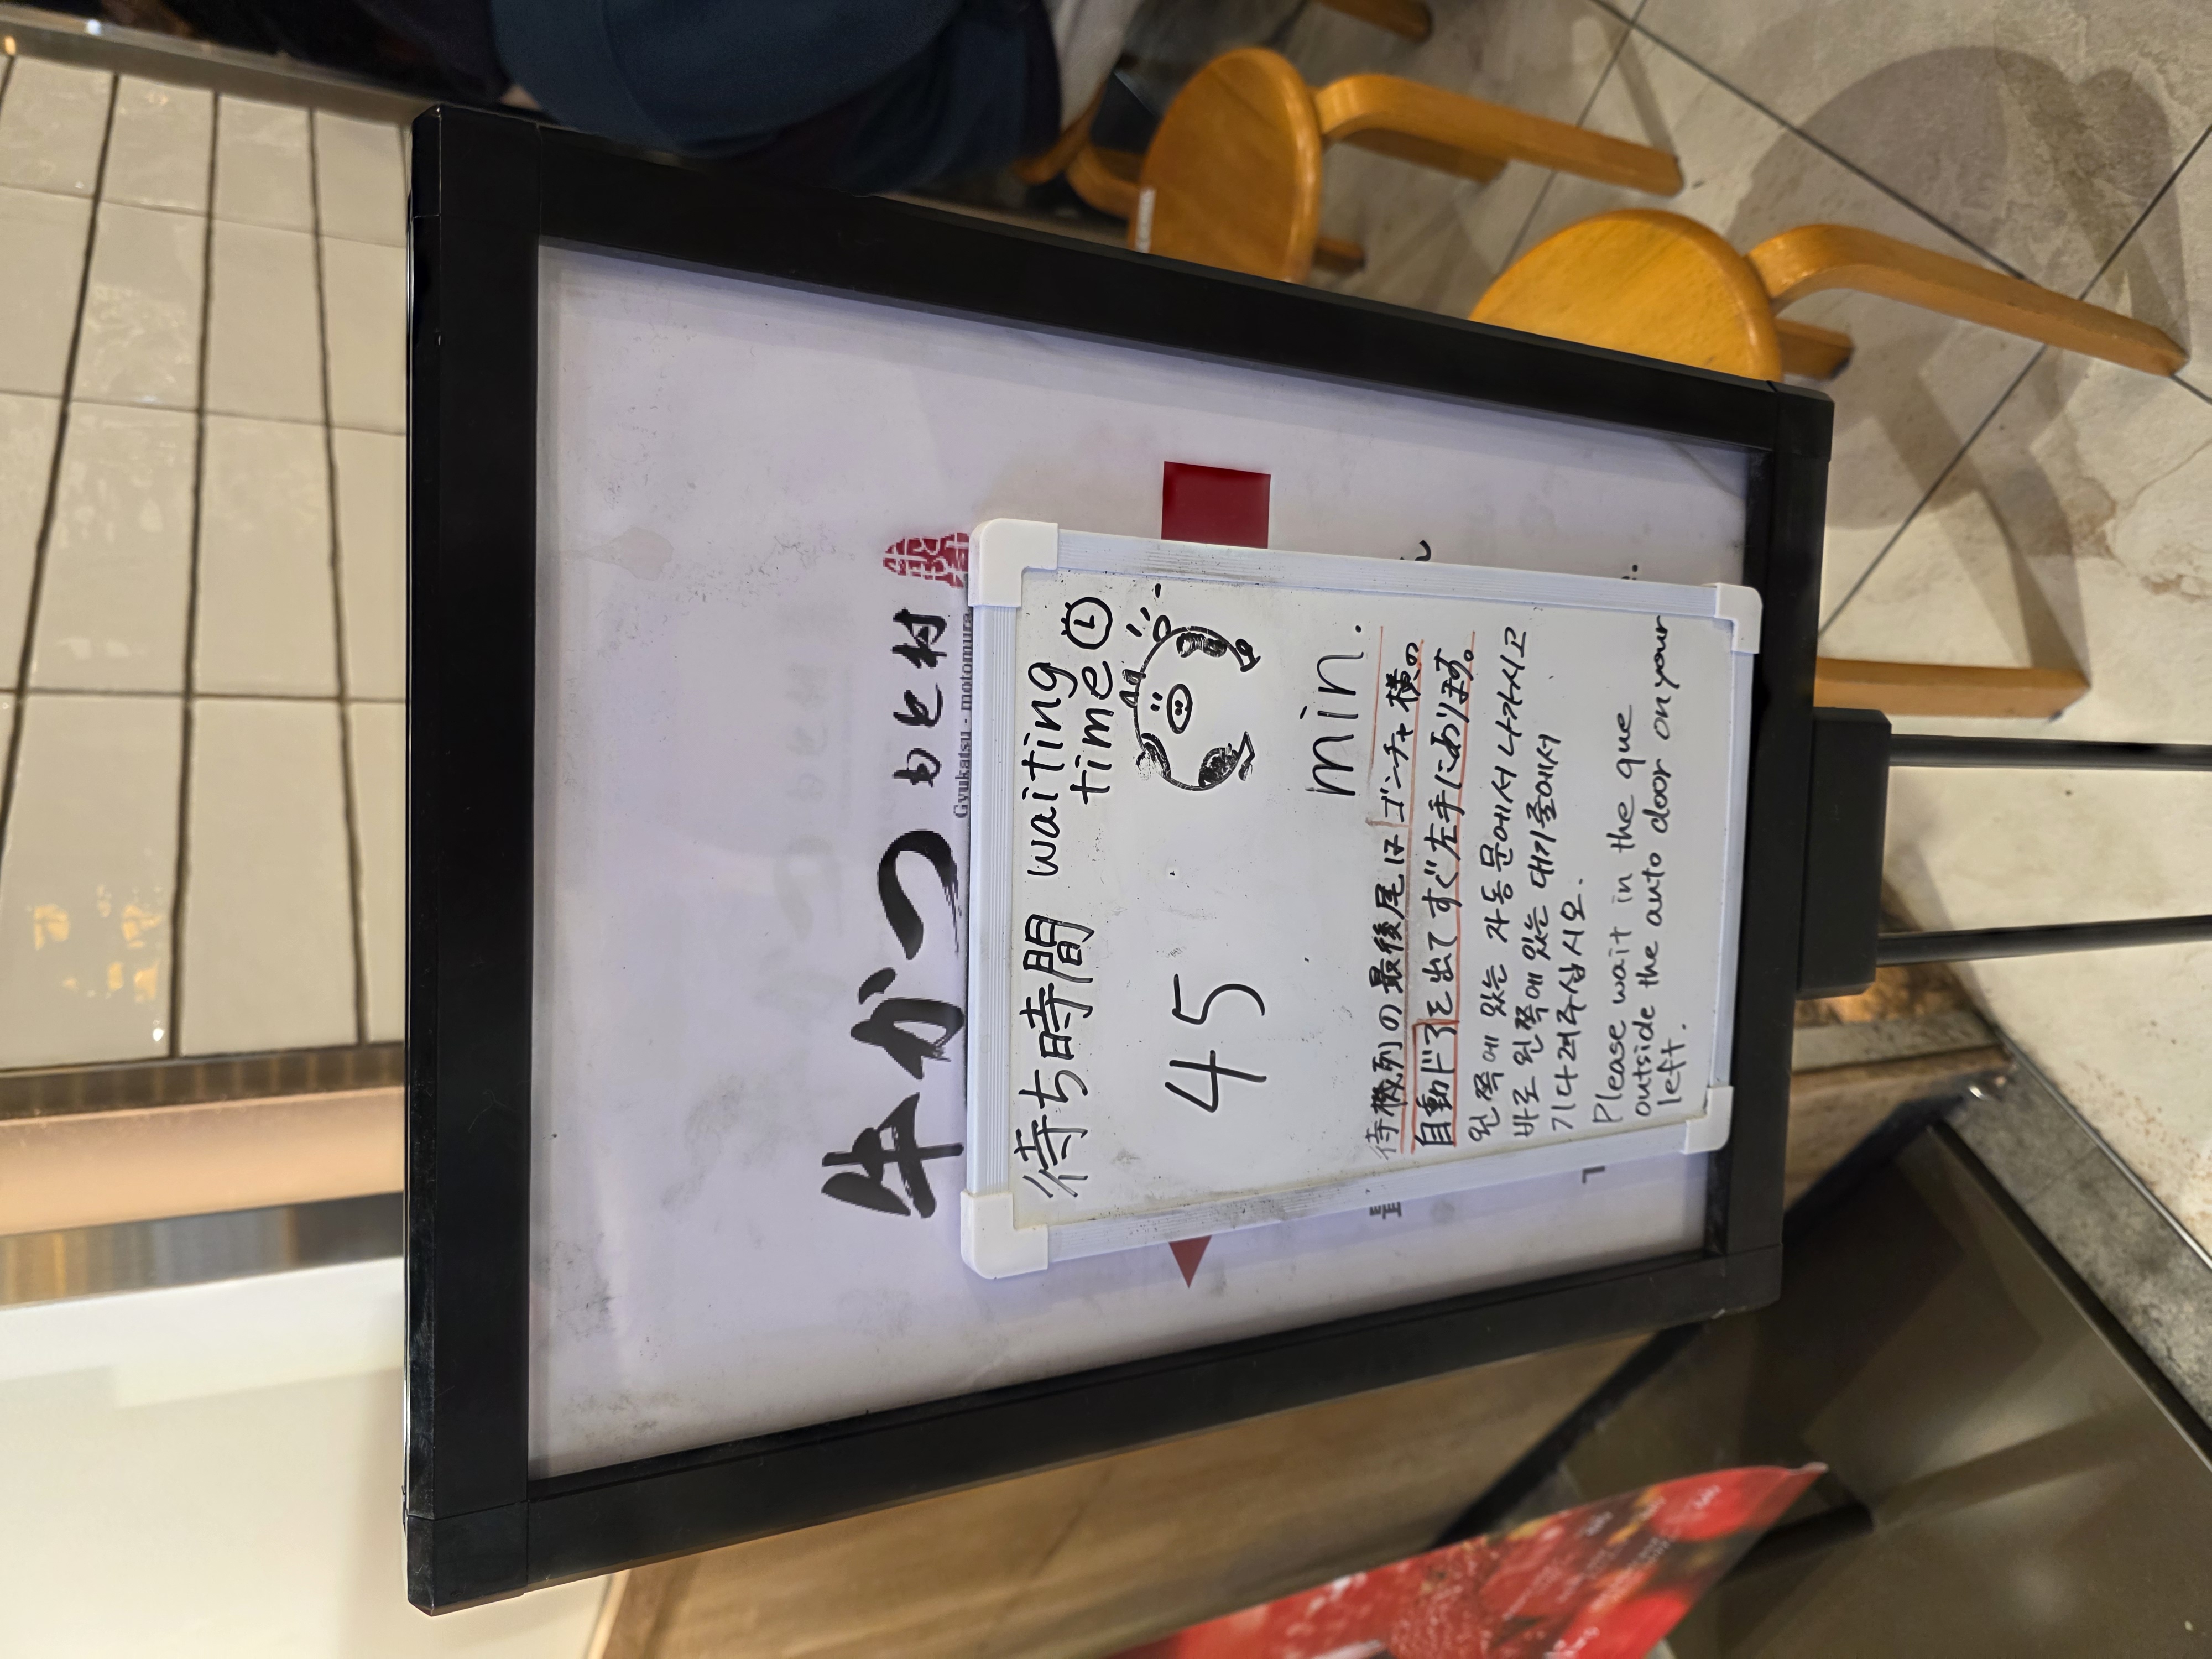 牛かつ もと村
Gyukatsu - motomura
待ち時間 waiting
time
45 min.
待機列の最後尾は「ゴンチャ横の
自動ドア」を出てすぐ左手にあります。
왼쪽에 있는 자동문에서 나가시고
바로 왼쪽에 있는 대기줄에서
기다려주십시오.
Please wait in the que
outside the auto door on your
left.